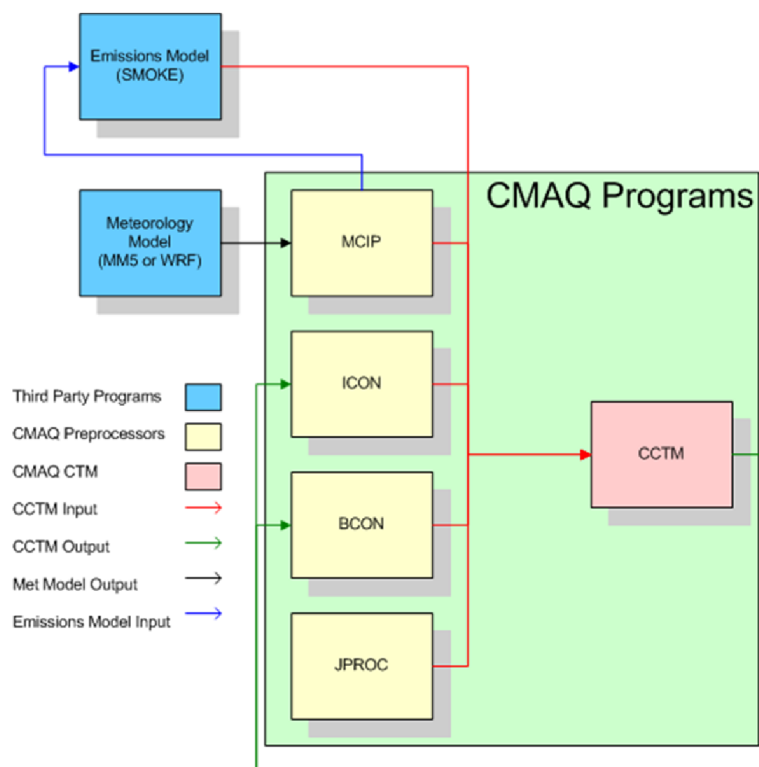 Emissions Model
(SMOKE)
CMAQ Programs
Meteorology
Model
(MM5 or WRF)
MCIP
ICON
Third Party Programs
CMAQ Preprocessors
CMAQ CTM
CCTM Input
CCTM Output
Met Model Output
Emissions Model Input
CCTM
BCON
JPROC